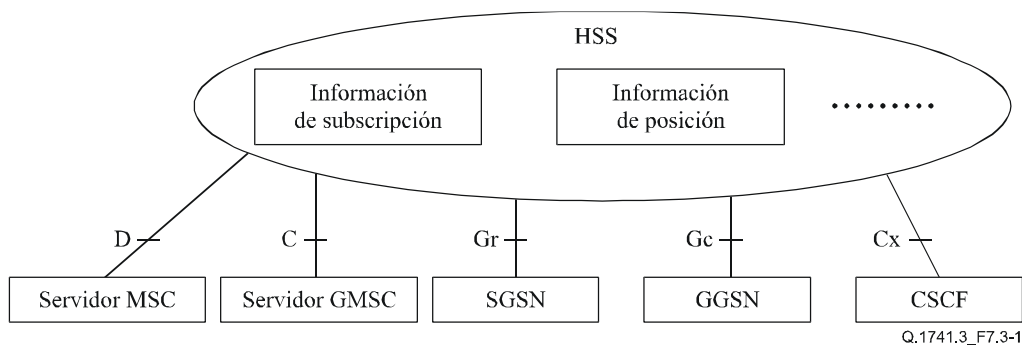 HSS
Información
de subscripción
Información
de posición
.........
D
C
Gr
Gc
Cx
Servidor MSC
Servidor GMSC
SGSN
GGSN
CSCF
Q.1741.3_F7.3-1